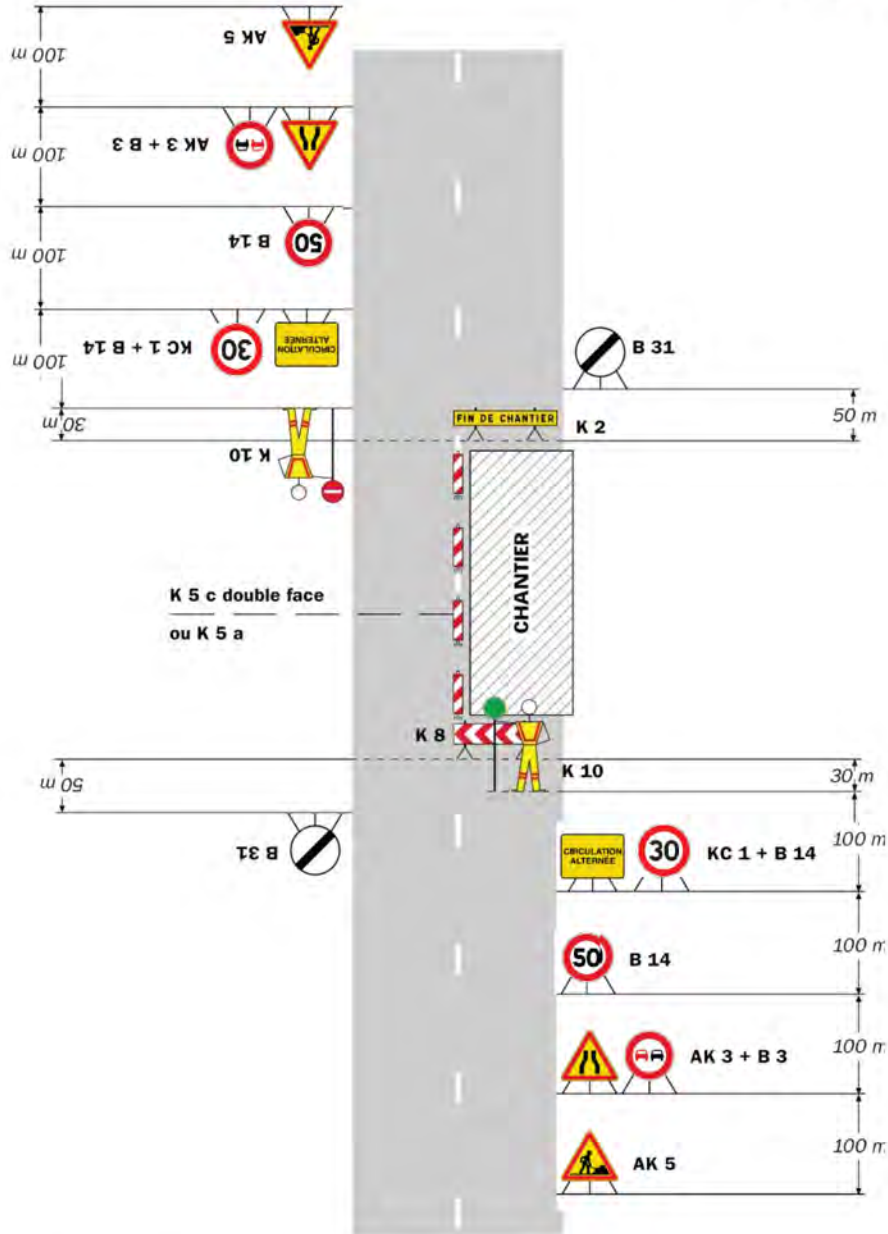 100 m
AK 5
100 m
AK 3 + B 3
100 m
B 14
50
100 m
KC 1 + B 14
30
CIRCULATION
ALTERNÉE
B 31
50 m
30 m
K 10
FIN DE CHANTIER
K 2
CHANTIER
K 5 c double face
ou K 5 a
K 8
K 10
30 m
50 m
B 31
CIRCULATION
ALTERNÉE
30
KC 1 + B 14
100 m
50
B 14
100 m
AK 3 + B 3
100 m
AK 5
100 m